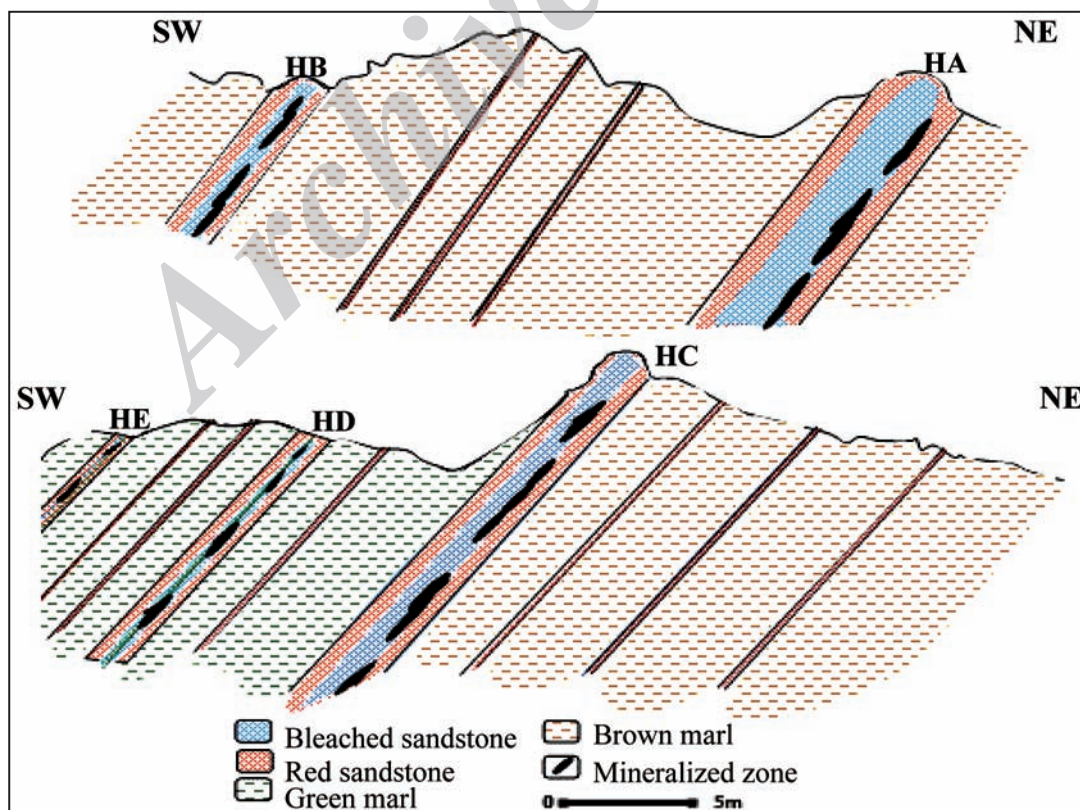 SW NE
HB HA
Archive
HC
SW NE
HE HD
Bleached sandstone Brown marl
Red sandstone Mineralized zone
Green marl 0 5m